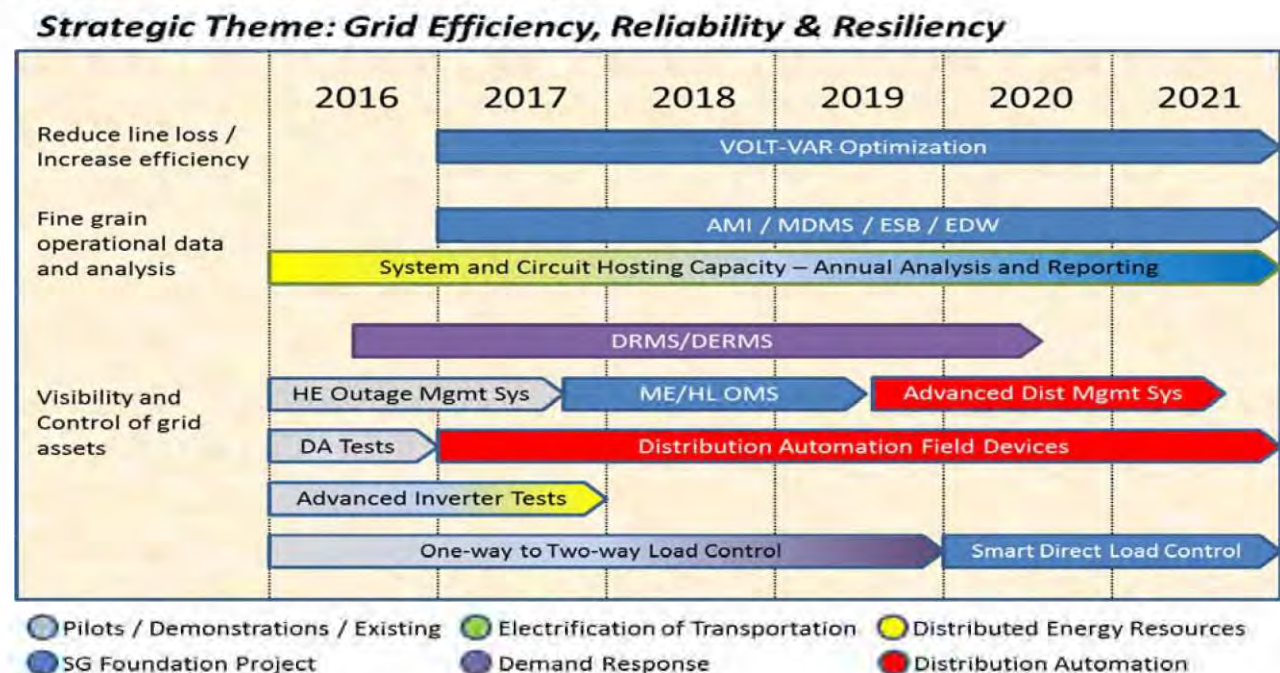 Strategic Theme: Grid Efficiency, Reliability & Resiliency
2016 2017 2018 2019 2020 2021
Reduce line loss /
Increase efficiency
VOLT-VAR Optimization
Fine grain
operational data
and analysis
AMI / MDMS / ESB / EDW
System and Circuit Hosting Capacity – Annual Analysis and Reporting
Visibility and
Control of grid
assets
DRMS/DERMS
HE Outage Mgmt Sys ME/HL OMS Advanced Dist Mgmt Sys
DA Tests Distribution Automation Field Devices
Advanced Inverter Tests
One-way to Two-way Load Control Smart Direct Load Control
Pilots / Demonstrations / Existing Electrification of Transportation Distributed Energy Resources
SG Foundation Project Demand Response Distribution Automation